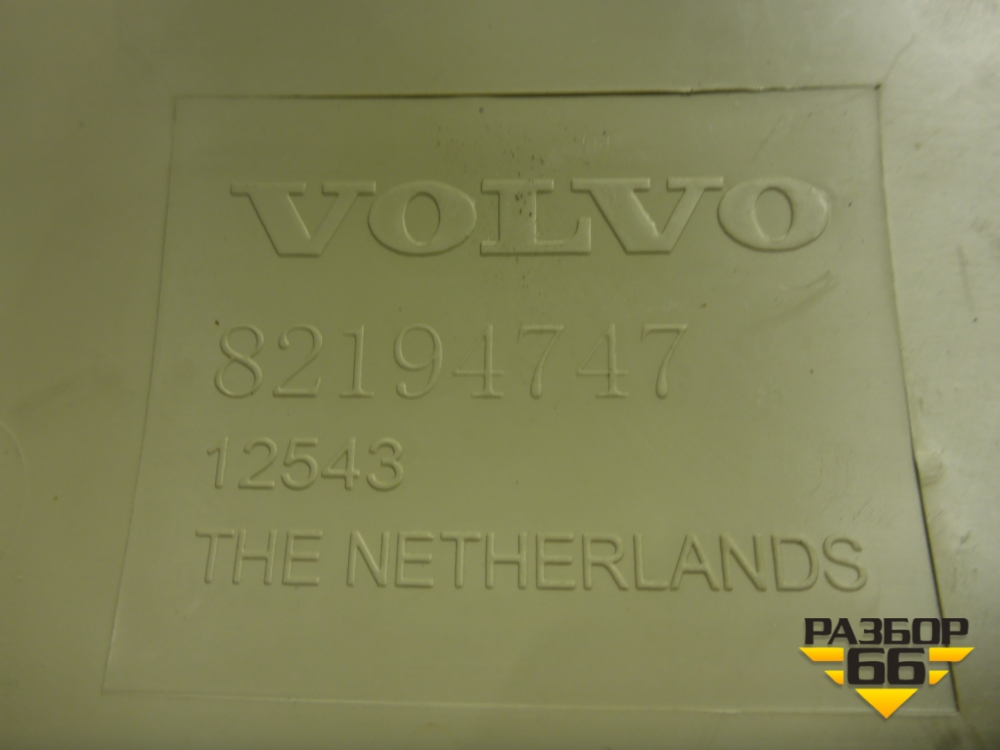 VOLVO
82194747
12543
THE NETHERLANDS
РАЗБОР
66